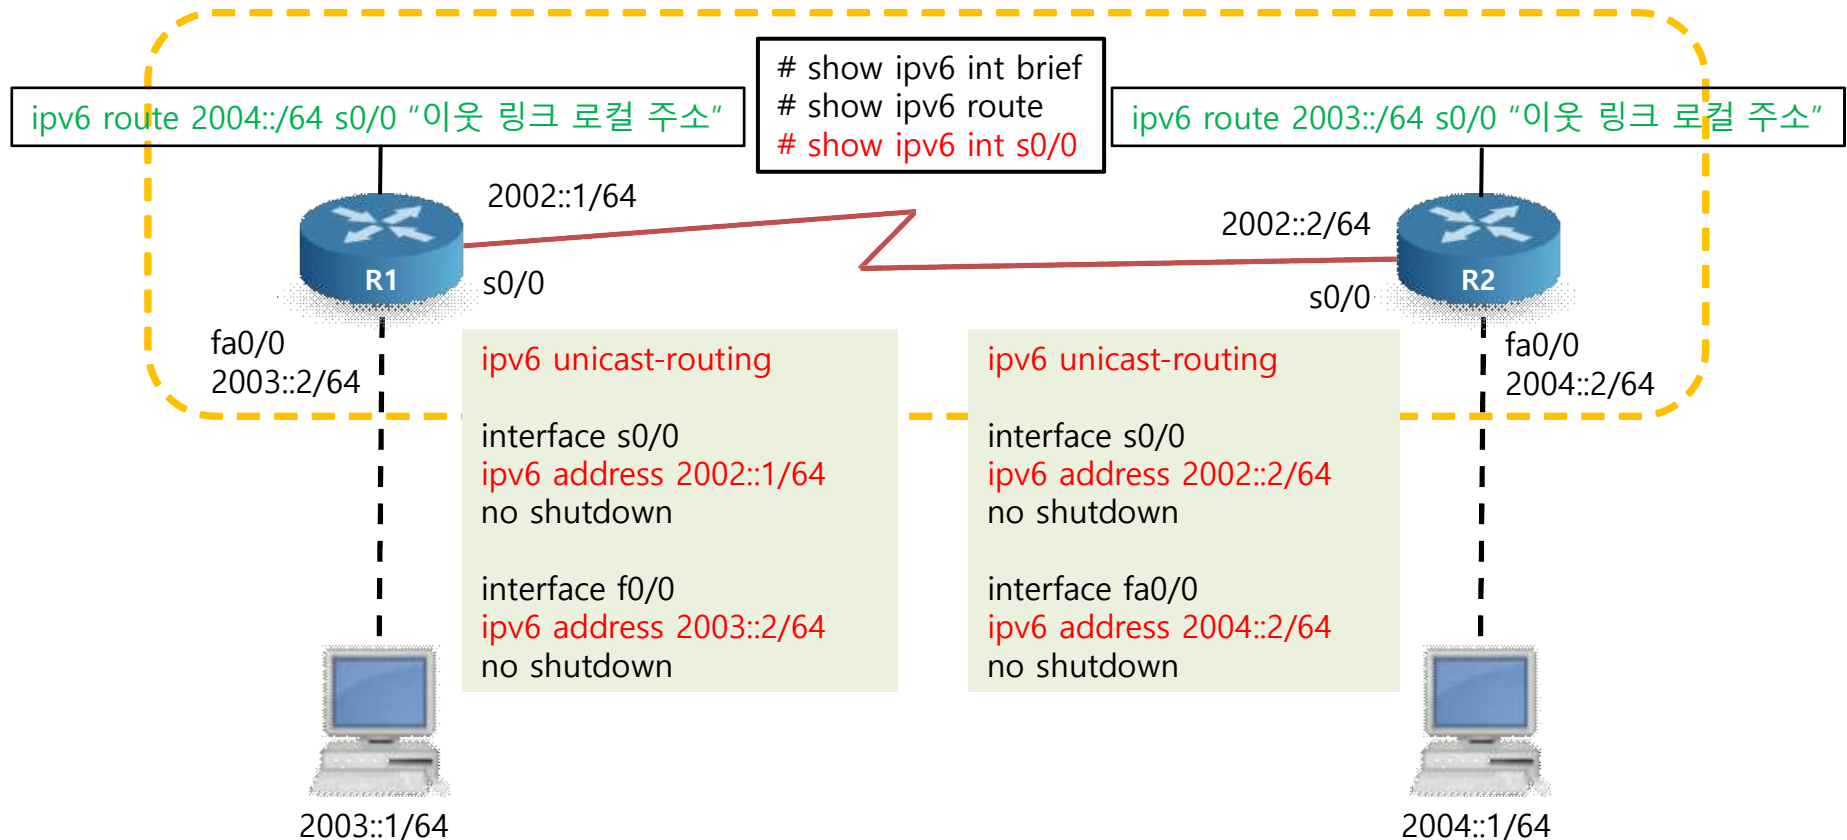 # show ipv6 int brief
# show ipv6 route
# show ipv6 int s0/0
ipv6 route 2004::/64 s0/0 “이웃 링크 로컬 주소”
ipv6 route 2003::/64 s0/0 “이웃 링크 로컬 주소”
2002::1/64
2002::2/64
R1
s0/0
R2
s0/0
fa0/0
2003::2/64
fa0/0
2004::2/64
ipv6 unicast-routing
interface s0/0
ipv6 address 2002::1/64
no shutdown
interface f0/0
ipv6 address 2003::2/64
no shutdown
ipv6 unicast-routing
interface s0/0
ipv6 address 2002::2/64
no shutdown
interface fa0/0
ipv6 address 2004::2/64
no shutdown
2003::1/64
2004::1/64